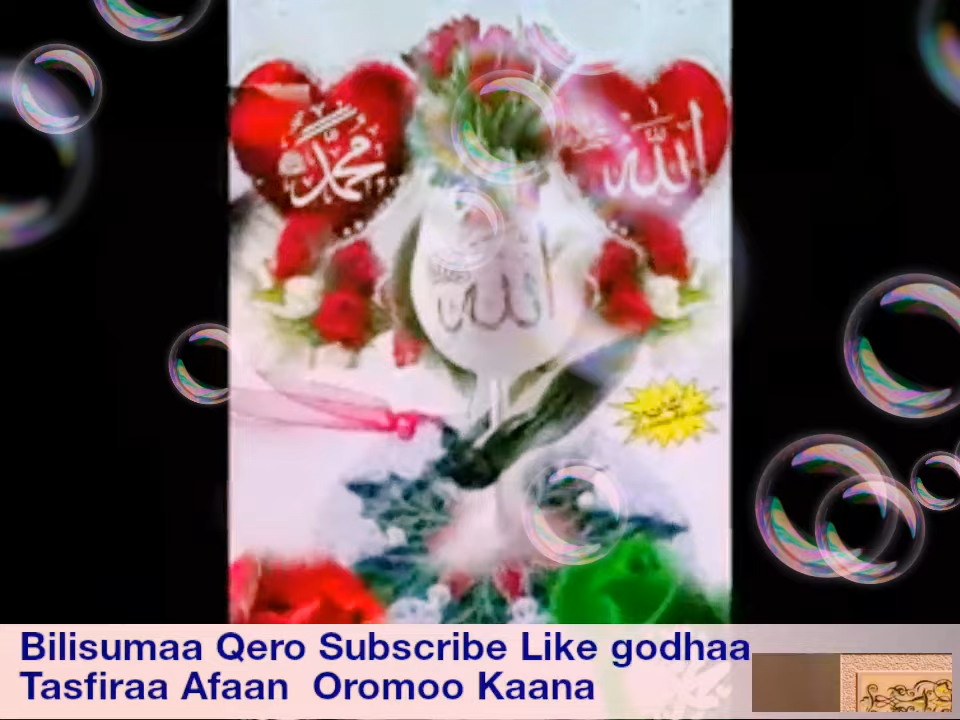 محمد
الله
الله
Bilisumaa Qero Subscribe Like godhaa
Tasfiraa Afaan Oromoo Kaana